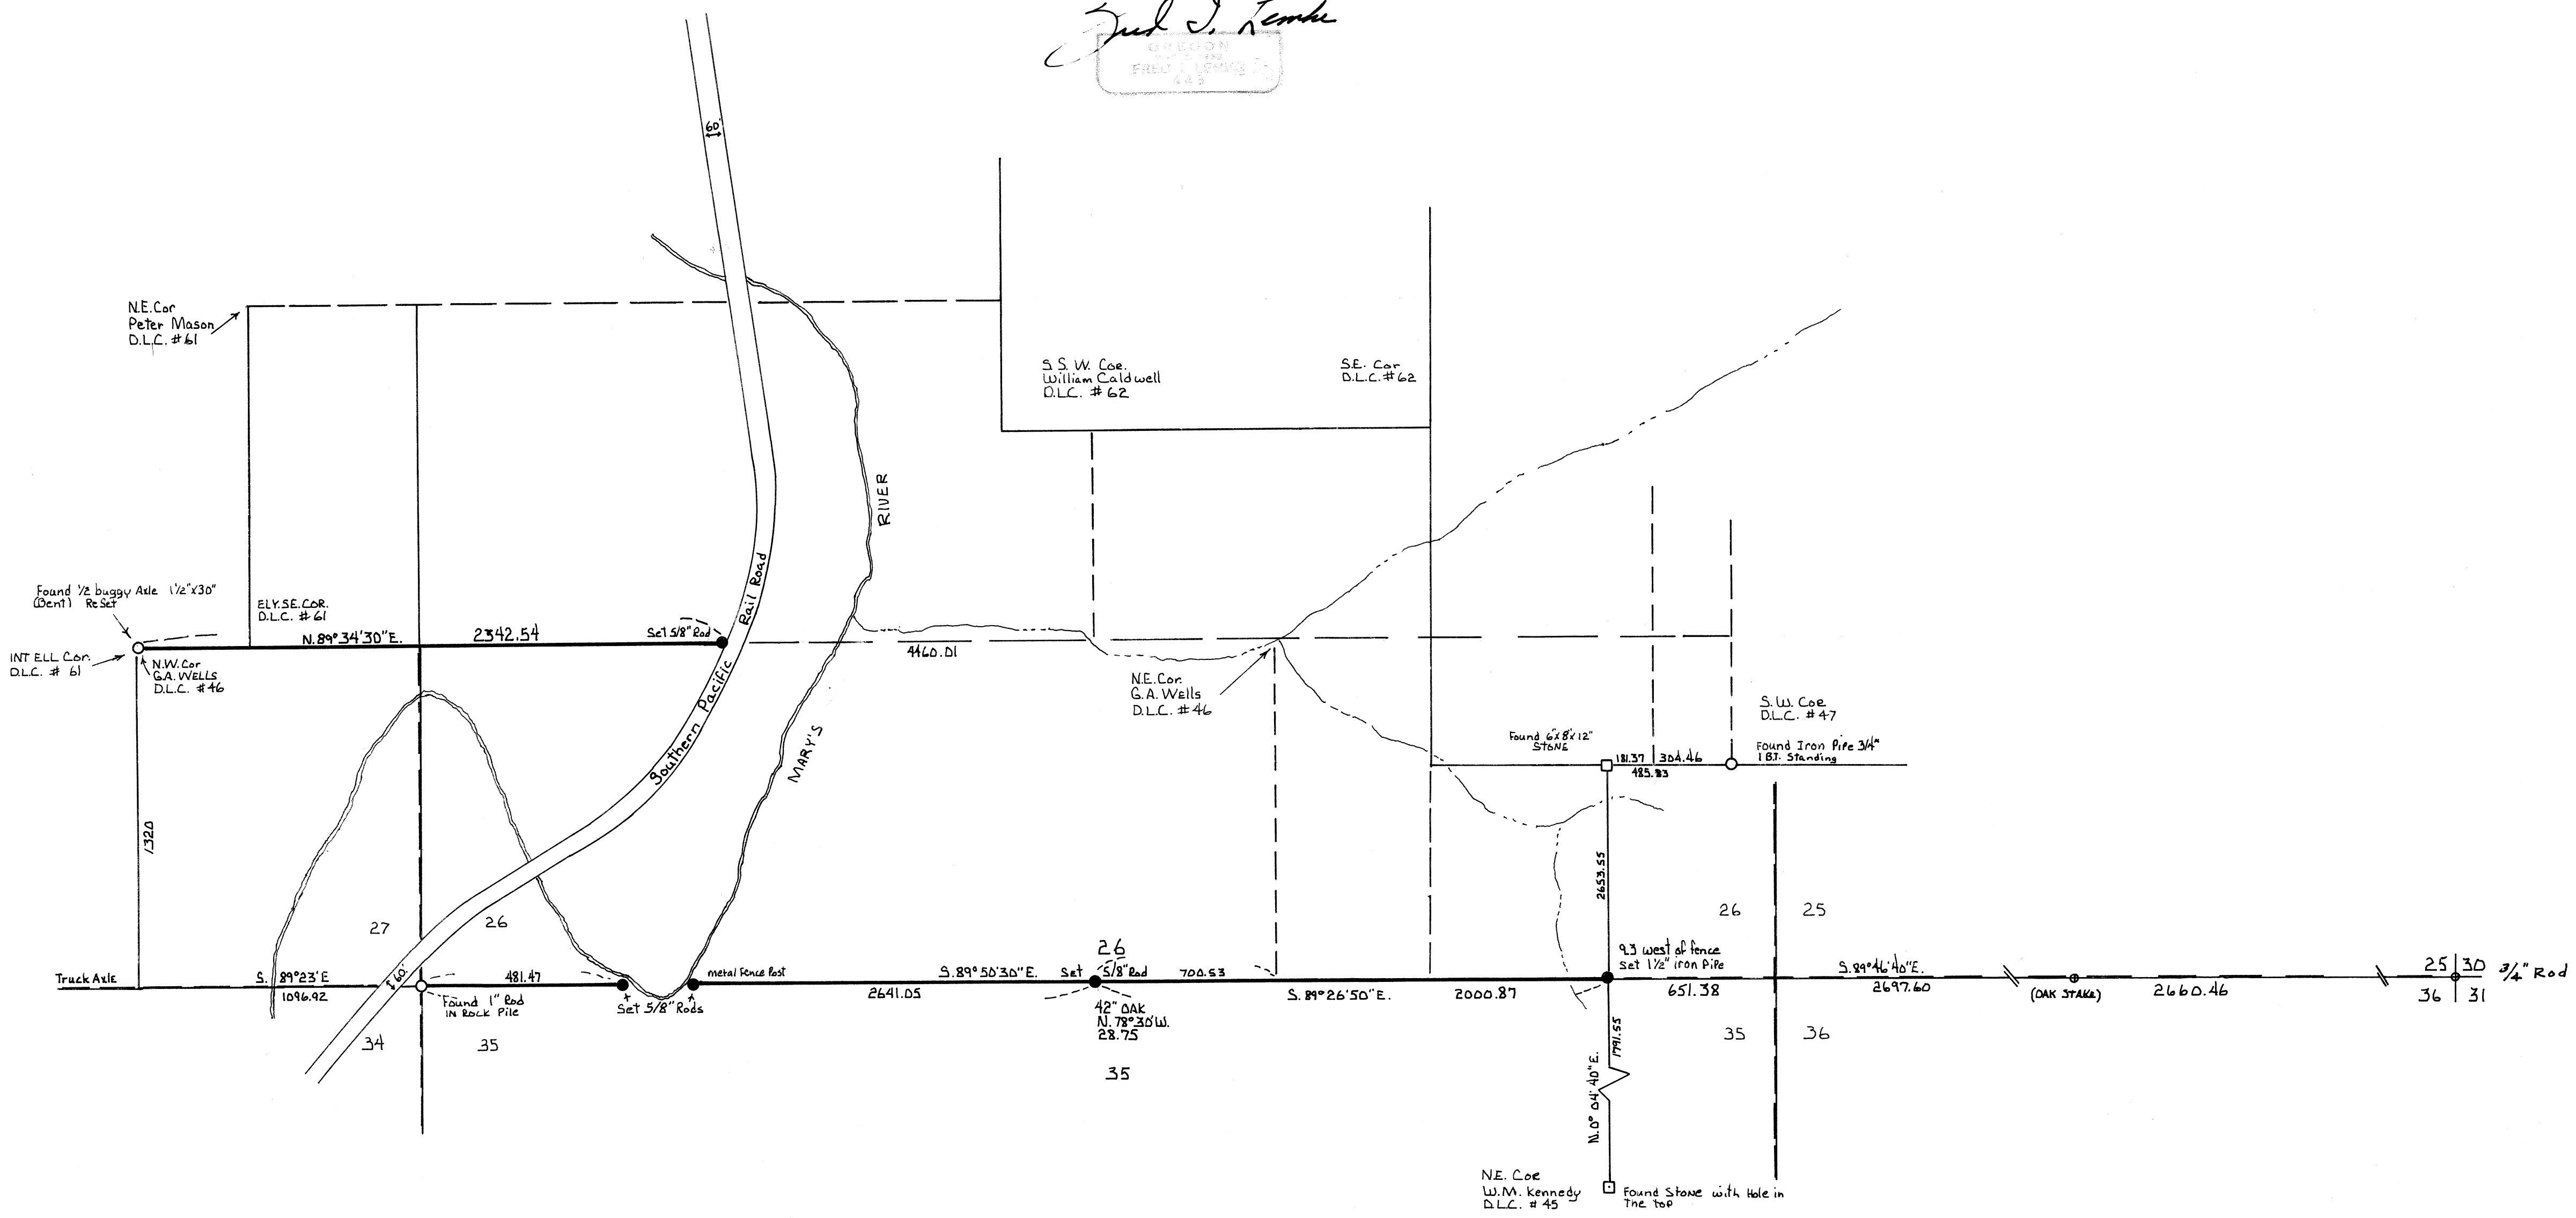 Fred T. Lemke
OREGON
FRED T. LEMKE
60'
N.E.Cor
Peter Mason
D.L.C. #61
S S. W. Cor.
William Caldwell
D.L.C. #62
S.E. Cor
D.L.C. #62
RIVER
MARY'S
Southern Pacific Rail Road
Found 1/2 buggy Axle 1 1/2"x30"
(Bent) ReSet
ELY. SE. COR.
D.L.C. #61
N.89°34'30"E.
2342.54
Set 5/8" Rod
4460.01
INT ELL Cor.
D.L.C. # 61
N.W.Cor
G.A. WELLS
D.L.C. #46
N.E.Cor.
G.A. Wells
D.L.C. #46
S.W. Cor
D.L.C. #47
Found 6"x8"x12"
STONE
181.37
304.46
485.83
Found Iron Pipe 3/4"
1 B.T. Standing
1320
2653.55
27
26
26
25
Truck Axle
S. 89°23'E
1096.92
60'
481.47
Found 1" Rod
IN Rock Pile
Set 5/8" Rods
metal Fence Post
2641.05
S.89°50'30"E.
26
Set 5/8" Rod
700.53
42" OAK
N.78°30'W.
28.75
S.89°26'50"E.
2000.87
9.3 west of fence
Set 1 1/2" iron Pipe
651.38
S.89°46'40"E.
2697.60
(OAK STAKE)
2660.46
25 30
36 31
3/4" Rod
34
35
35
35
36
1791.55
N.0° 04' 40"E.
N.E. Cor
W.M. Kennedy
D.L.C. #45
Found Stone with Hole in
The top